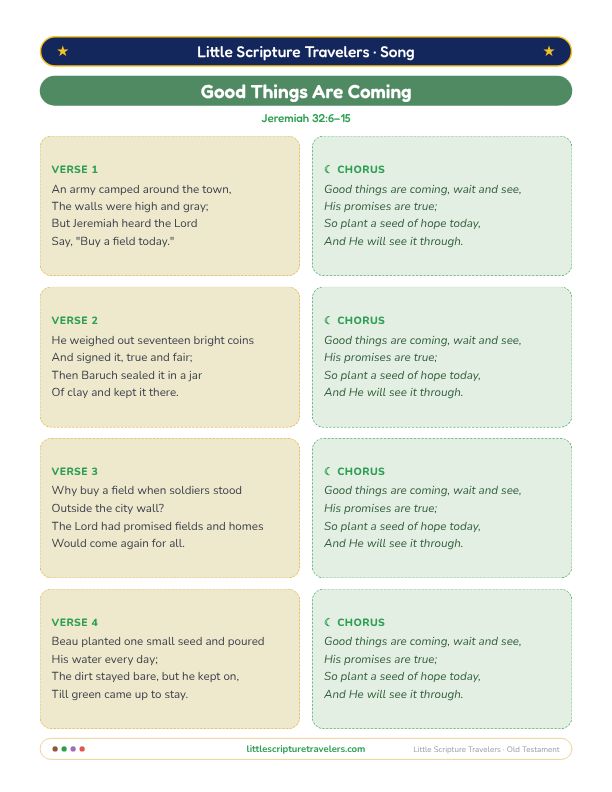 ★ Little Scripture Travelers · Song ★
Good Things Are Coming
Jeremiah 32:6–15
VERSE 1
An army camped around the town,
The walls were high and gray;
But Jeremiah heard the Lord
Say, "Buy a field today."
☾ CHORUS
Good things are coming, wait and see,
His promises are true;
So plant a seed of hope today,
And He will see it through.
VERSE 2
He weighed out seventeen bright coins
And signed it, true and fair;
Then Baruch sealed it in a jar
Of clay and kept it there.
☾ CHORUS
Good things are coming, wait and see,
His promises are true;
So plant a seed of hope today,
And He will see it through.
VERSE 3
Why buy a field when soldiers stood
Outside the city wall?
The Lord had promised fields and homes
Would come again for all.
☾ CHORUS
Good things are coming, wait and see,
His promises are true;
So plant a seed of hope today,
And He will see it through.
VERSE 4
Beau planted one small seed and poured
His water every day;
The dirt stayed bare, but he kept on,
Till green came up to stay.
☾ CHORUS
Good things are coming, wait and see,
His promises are true;
So plant a seed of hope today,
And He will see it through.
littlescripturetravelers.com
Little Scripture Travelers · Old Testament